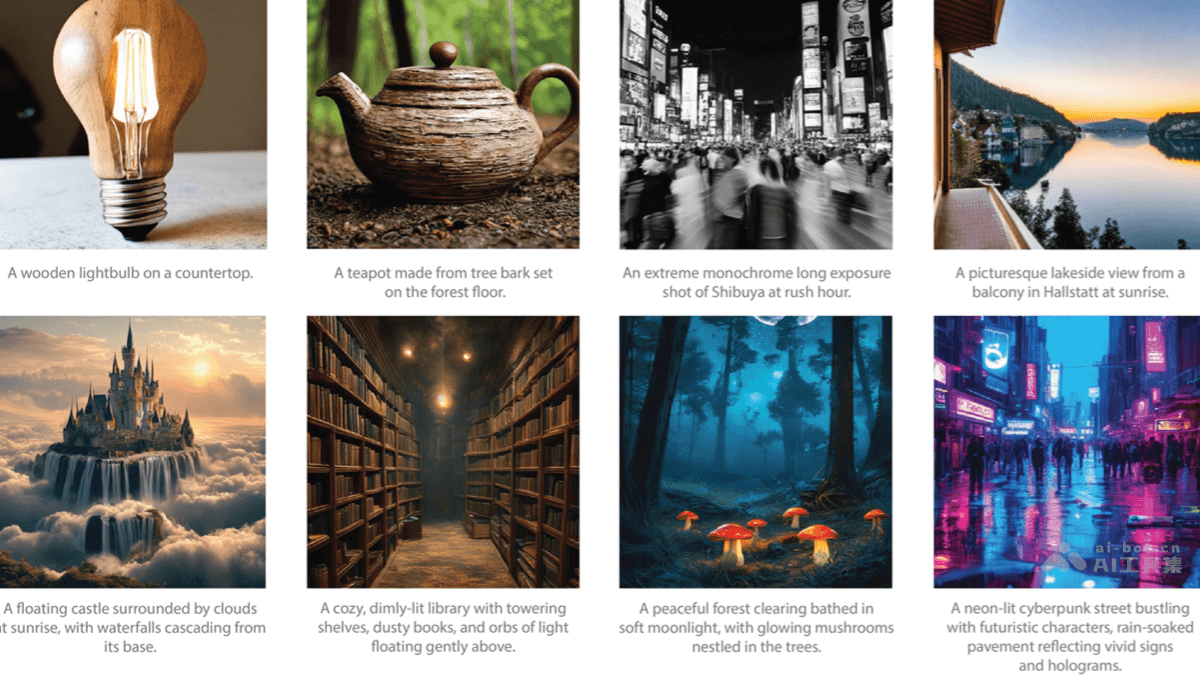 A wooden lightbulb on a countertop.
A teapot made from tree bark set
on the forest floor.
An extreme monochrome long exposure
shot of Shibuya at rush hour.
A picturesque lakeside view from a
balcony in Hallstatt at sunrise.
A floating castle surrounded by clouds
at sunrise, with waterfalls cascading from
its base.
A cozy, dimly-lit library with towering
shelves, dusty books, and orbs of light
floating gently above.
A peaceful forest clearing bathed in
soft moonlight, with glowing mushrooms
nestled in the trees.
ai-bot.cn
AI工具集
A neon-lit cyberpunk street bustling
with futuristic characters, rain-soaked
pavement reflecting vivid signs
and holograms.